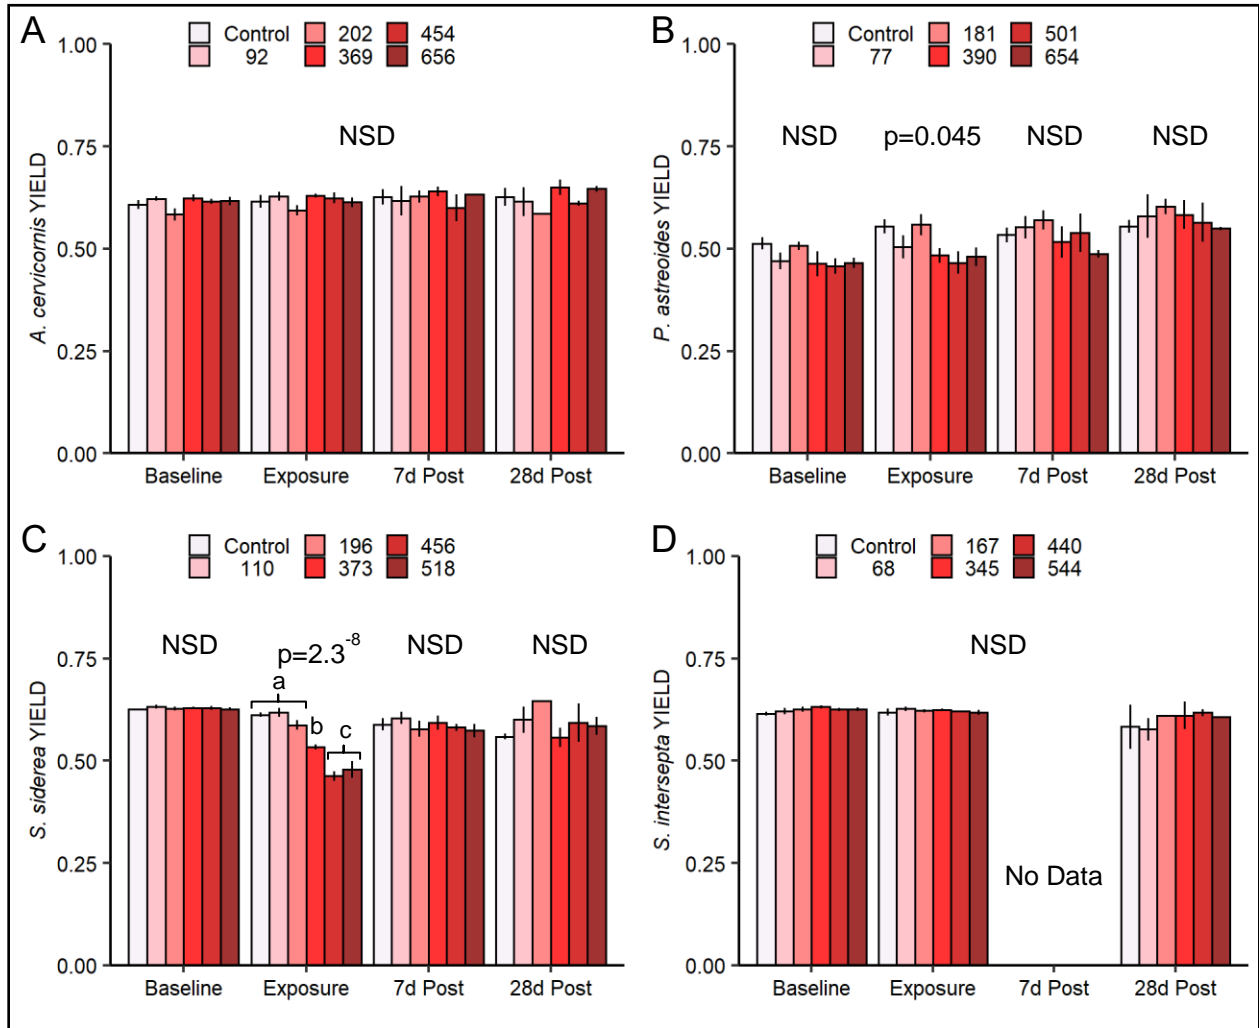 A
Control 202 454
92 369 656
1.00
0.75
0.50
0.25
0.00
A. cervicornis YIELD
NSD
Baseline Exposure 7d Post 28d Post
B
Control 181 501
77 390 654
1.00
0.75
0.50
0.25
0.00
P. astreoides YIELD
NSD p=0.045 NSD NSD
Baseline Exposure 7d Post 28d Post
C
Control 196 456
110 373 518
1.00
0.75
0.50
0.25
0.00
S. siderea YIELD
NSD p=2.3-8 NSD NSD
a
b c
Baseline Exposure 7d Post 28d Post
D
Control 167 440
68 345 544
1.00
0.75
0.50
0.25
0.00
S. intersepta YIELD
NSD
No Data
Baseline Exposure 7d Post 28d Post